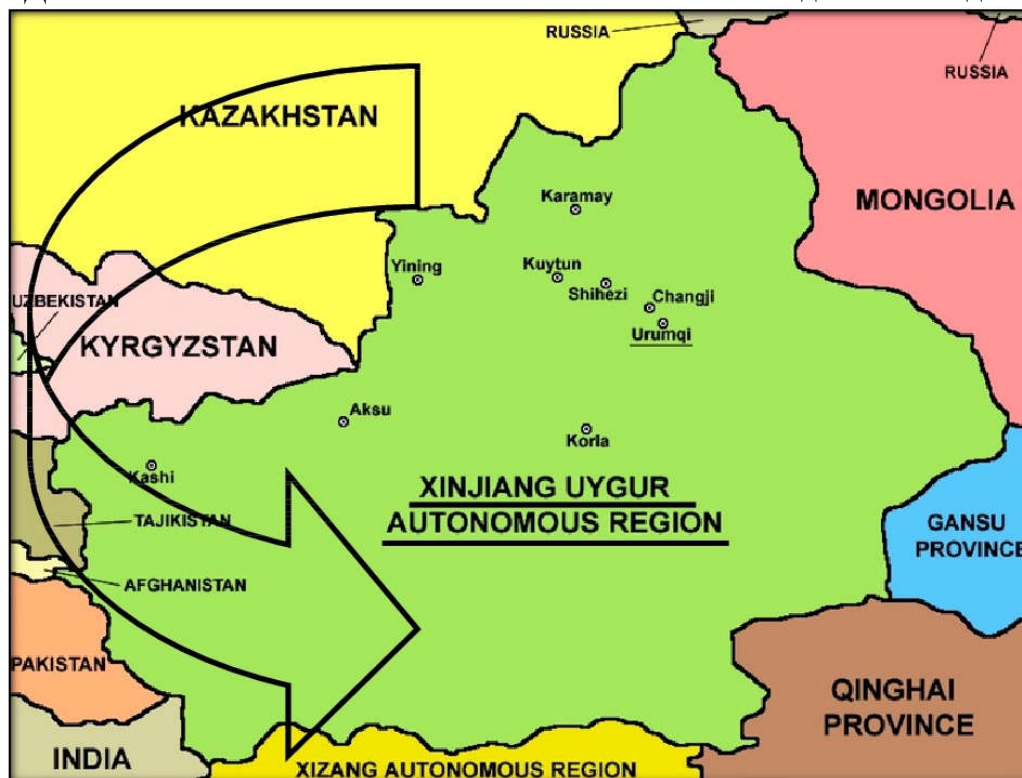 RUSSIA
RUSSIA
KAZAKHSTAN
MONGOLIA
Karamay
Yining
Kuytun
Shihezi
Changji
UZBEKISTAN
Urumqi
KYRGYZSTAN
Aksu
Korla
Kashi
XINJIANG UYGUR
AUTONOMOUS REGION
TAJIKISTAN
GANSU
PROVINCE
AFGHANISTAN
PAKISTAN
QINGHAI
PROVINCE
INDIA
XIZANG AUTONOMOUS REGION